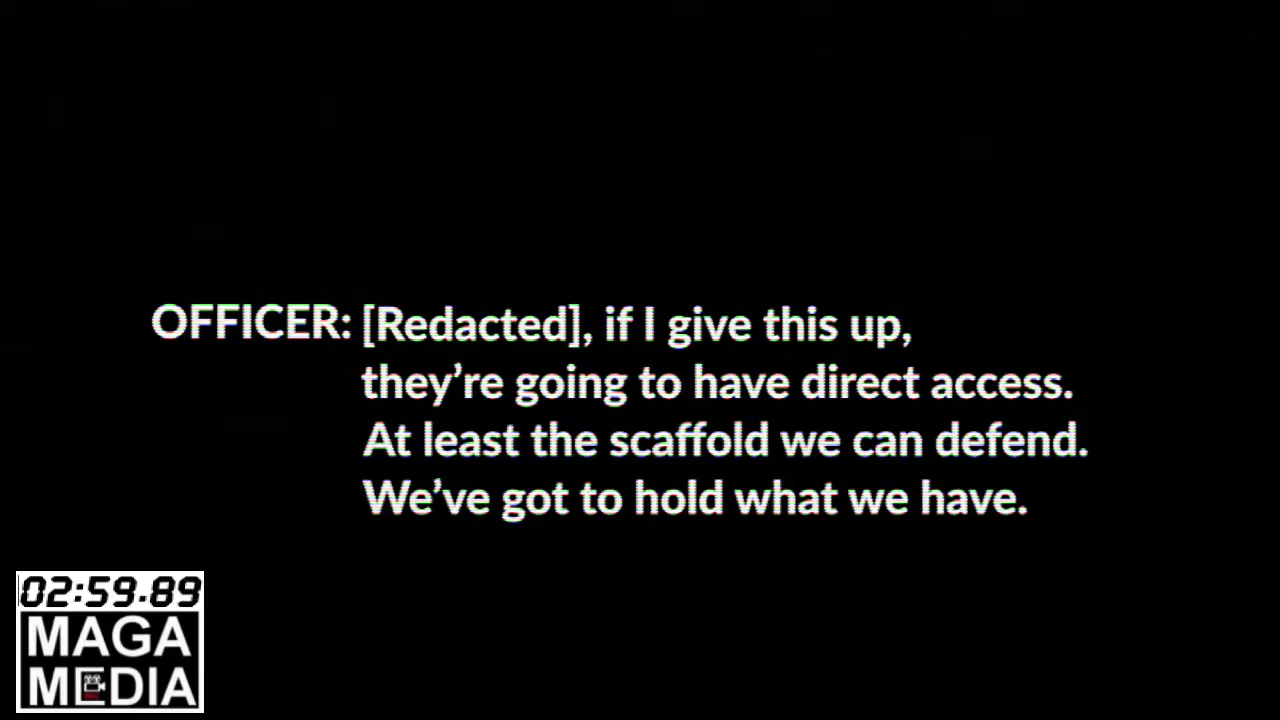 OFFICER: [Redacted], if I give this up,
they’re going to have direct access.
At least the scaffold we can defend.
We’ve got to hold what we have.
02:59.89
MAGA
MEDIA